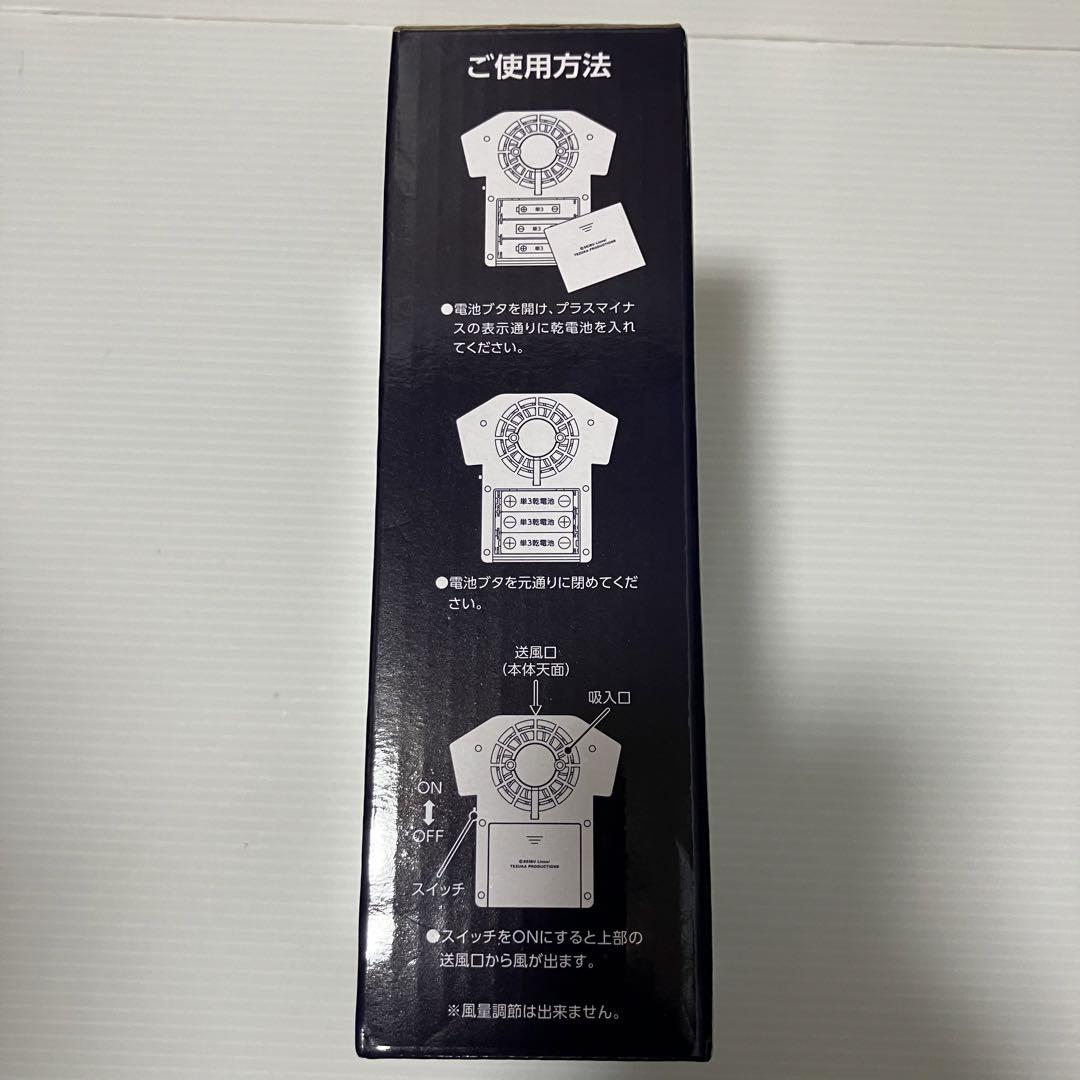 ご使用方法
⊕ 単3 ⊖
⊖ 単3
⊕ 単3
©SEIBU Lions/
TEZUKA PRODUCTIONS
●電池ブタを開け、プラスマイナ
スの表示通りに乾電池を入れ
てください。
⊕ 単3乾電池 ⊖
⊖ 単3乾電池 ⊕
⊕ 単3乾電池 ⊖
●電池ブタを元通りに閉めてくだ
さい。
送風口
(本体天面)
吸入口
ON
OFF
スイッチ
©SEIBU Lions/
TEZUKA PRODUCTIONS
●スイッチをONにすると上部の
送風口から風が出ます。
※風量調節は出来ません。